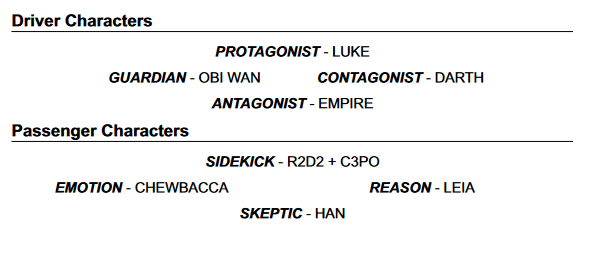 Driver Characters
PROTAGONIST - LUKE
GUARDIAN - OBI WAN CONTAGONIST - DARTH
ANTAGONIST - EMPIRE
Passenger Characters
SIDEKICK - R2D2 + C3PO
EMOTION - CHEWBACCA REASON - LEIA
SKEPTIC - HAN